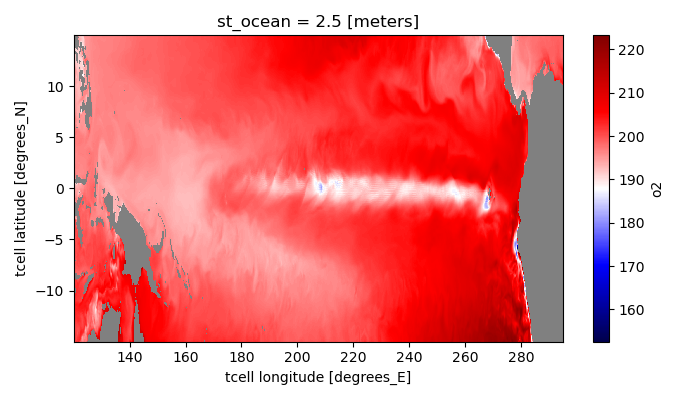 st_ocean = 2.5 [meters]
10
5
0
−5
−10
tcell latitude [degrees_N]
140 160 180 200 220 240 260 280
tcell longitude [degrees_E]
220
210
200
190
180
170
160
o2